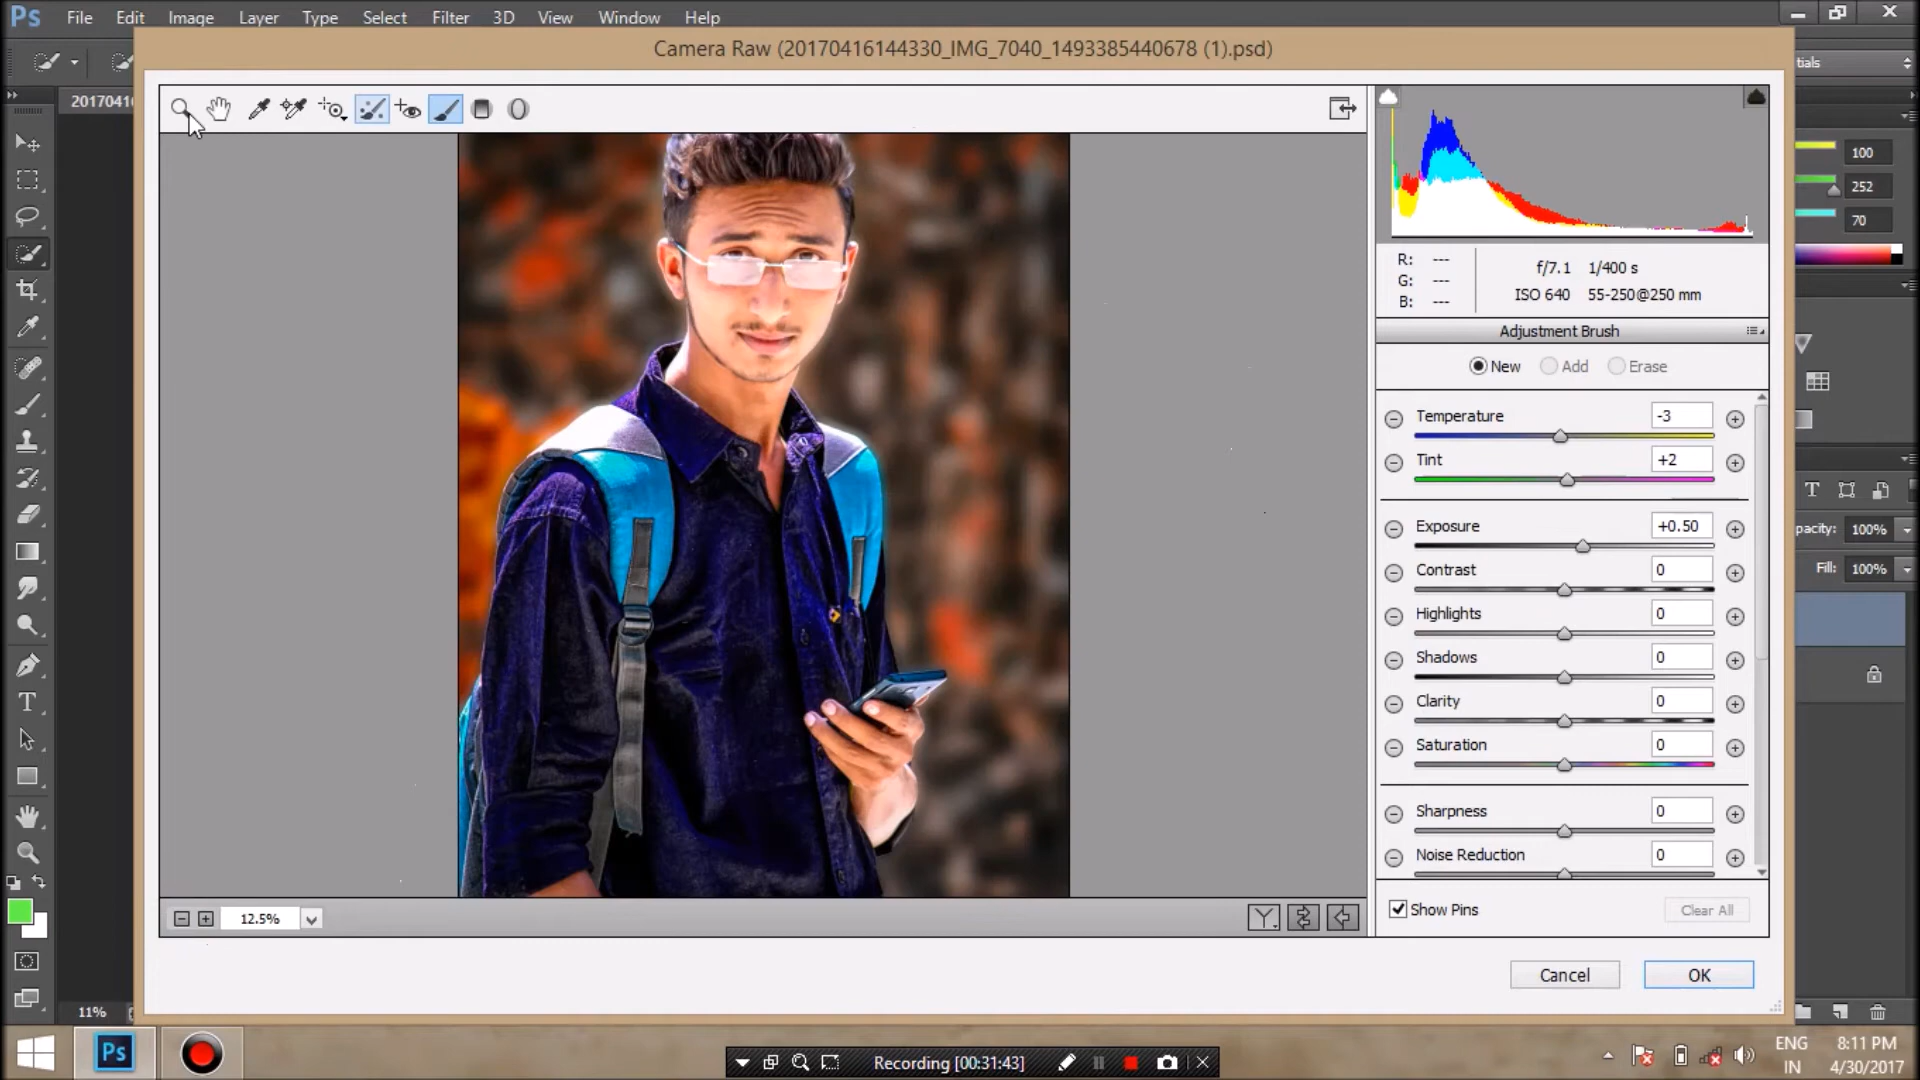 Ps File Edit Image Layer Type Select Filter 3D View Window Help
Camera Raw (20170416144330_IMG_7040_1493385440678 (1).psd)
tials
2017041
100
252
70
R: ---
G: ---
B: ---
f/7.1 1/400 s
ISO 640 55-250@250 mm
Adjustment Brush
New Add Erase
Temperature -3
Tint +2
Exposure +0.50
Contrast 0
Highlights 0
Shadows 0
Clarity 0
Saturation 0
Sharpness 0
Noise Reduction 0
pacity: 100%
Fill: 100%
Show Pins Clear All
12.5%
Cancel OK
11%
Ps
Recording [00:31:43]
ENG 8:11 PM
IN 4/30/2017